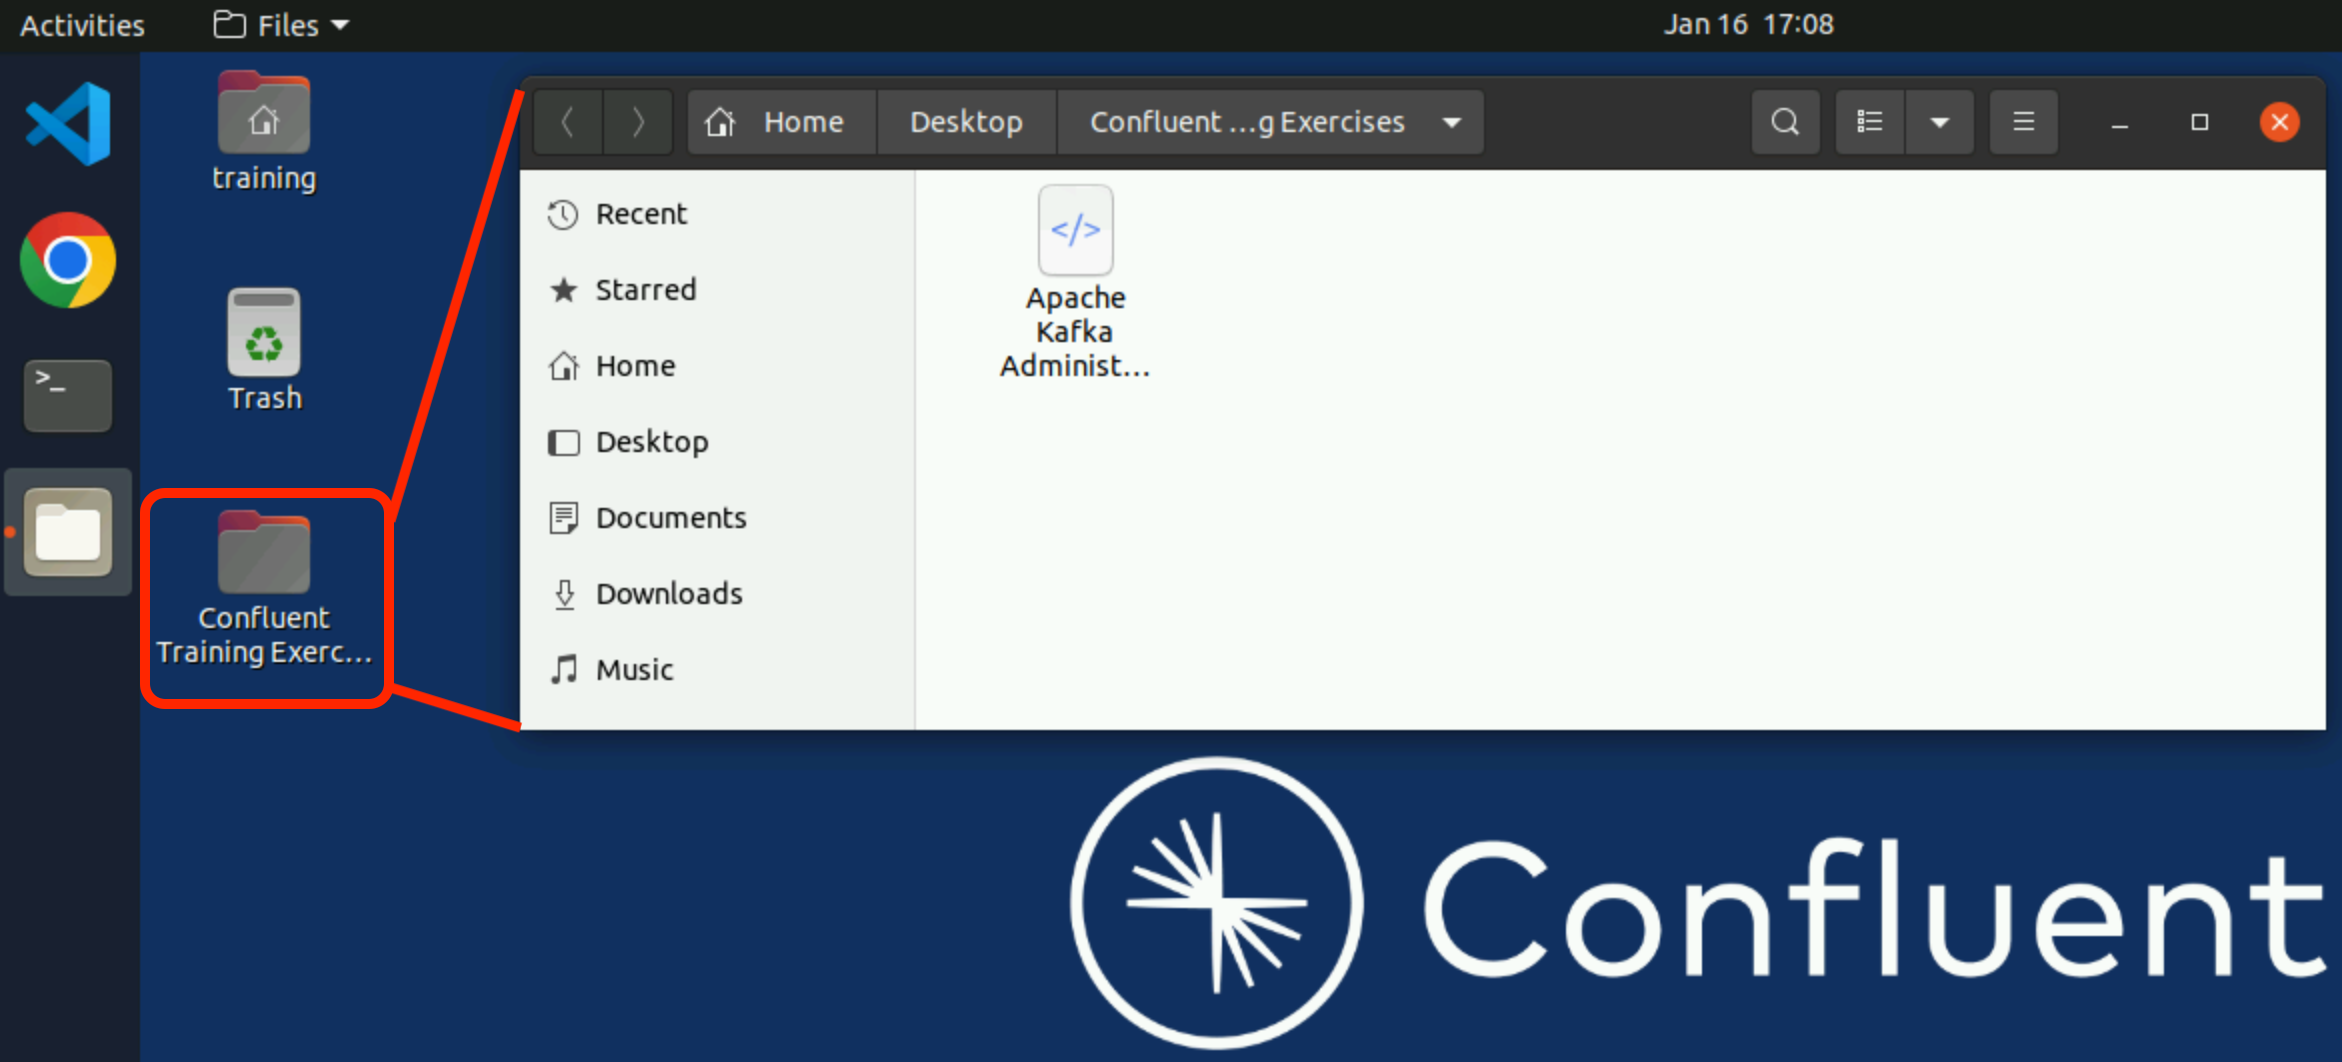 Activities
Files
Jan 16 17:08
training
Trash
Confluent
Training Exerc...
Home
Desktop
Confluent ...g Exercises
Recent
Starred
Home
Desktop
Documents
Downloads
Music
</>
Apache
Kafka
Administ...
>_
Confluent